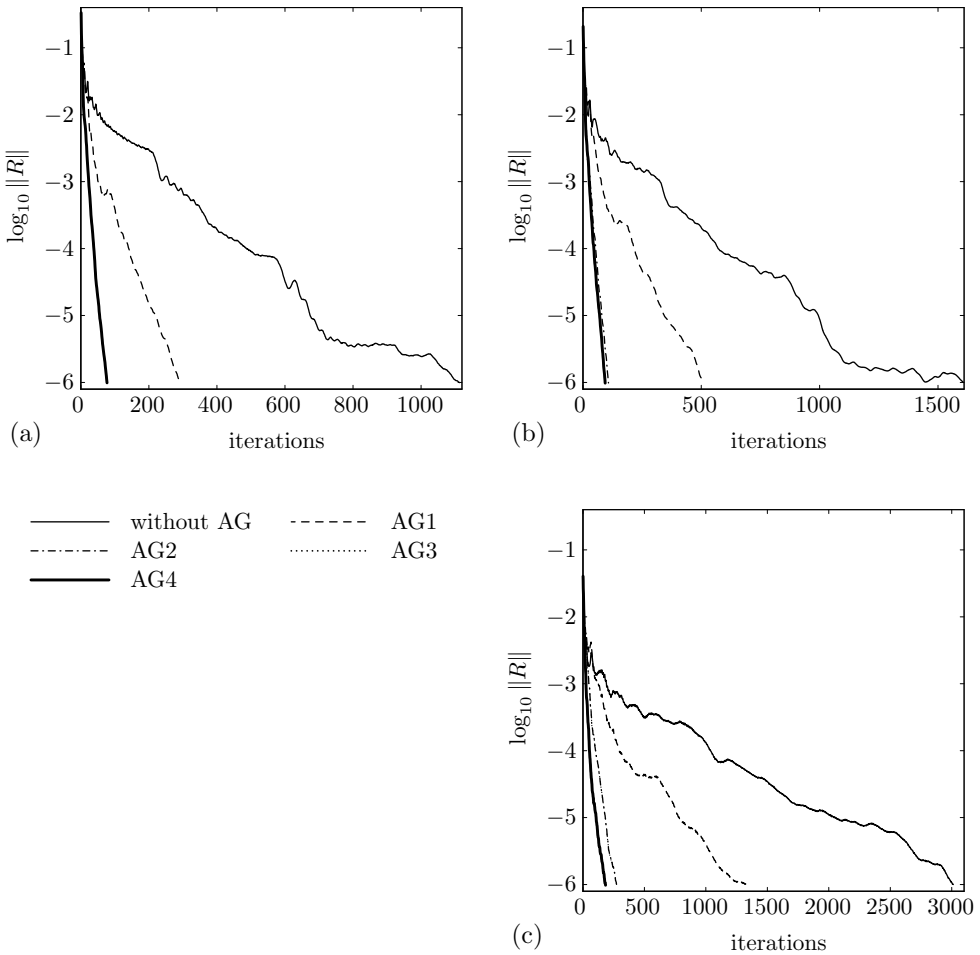 −1
−2
−3
−4
−5
−6
log₁₀ ||R||
0 200 400 600 800 1000
iterations
(a)
−1
−2
−3
−4
−5
−6
log₁₀ ||R||
0 500 1000 1500
iterations
(b)
without AG
AG1
AG2
AG3
AG4
−1
−2
−3
−4
−5
−6
log₁₀ ||R||
0 500 1000 1500 2000 2500 3000
iterations
(c)